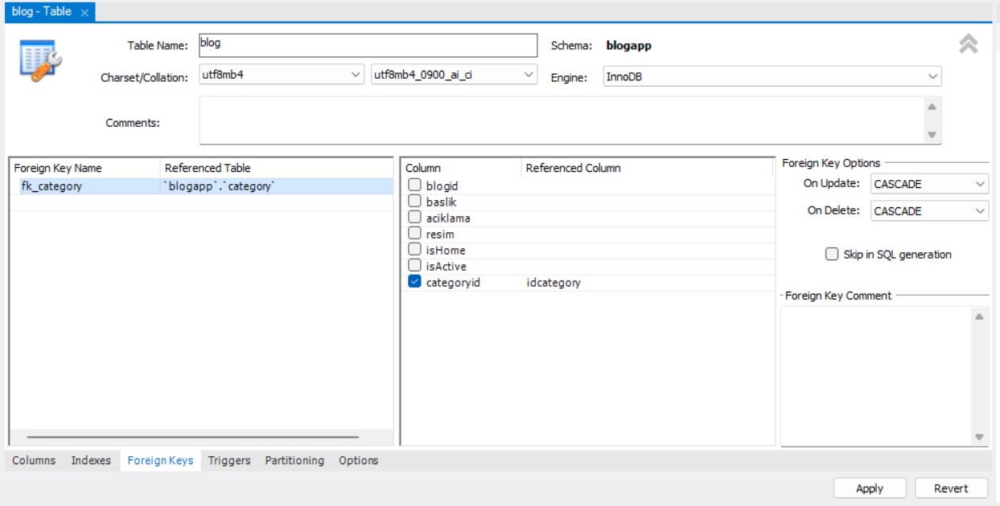 blog - Table
Table Name: blog Schema: blogapp
Charset/Collation: utf8mb4 utf8mb4_0900_ai_ci Engine: InnoDB
Comments:
Foreign Key Name Referenced Table
fk_category `blogapp`.`category`
Column Referenced Column
blogid
baslik
aciklama
resim
isHome
isActive
categoryid idcategory
Foreign Key Options
On Update: CASCADE
On Delete: CASCADE
Skip in SQL generation
Foreign Key Comment
Columns Indexes Foreign Keys Triggers Partitioning Options
Apply Revert